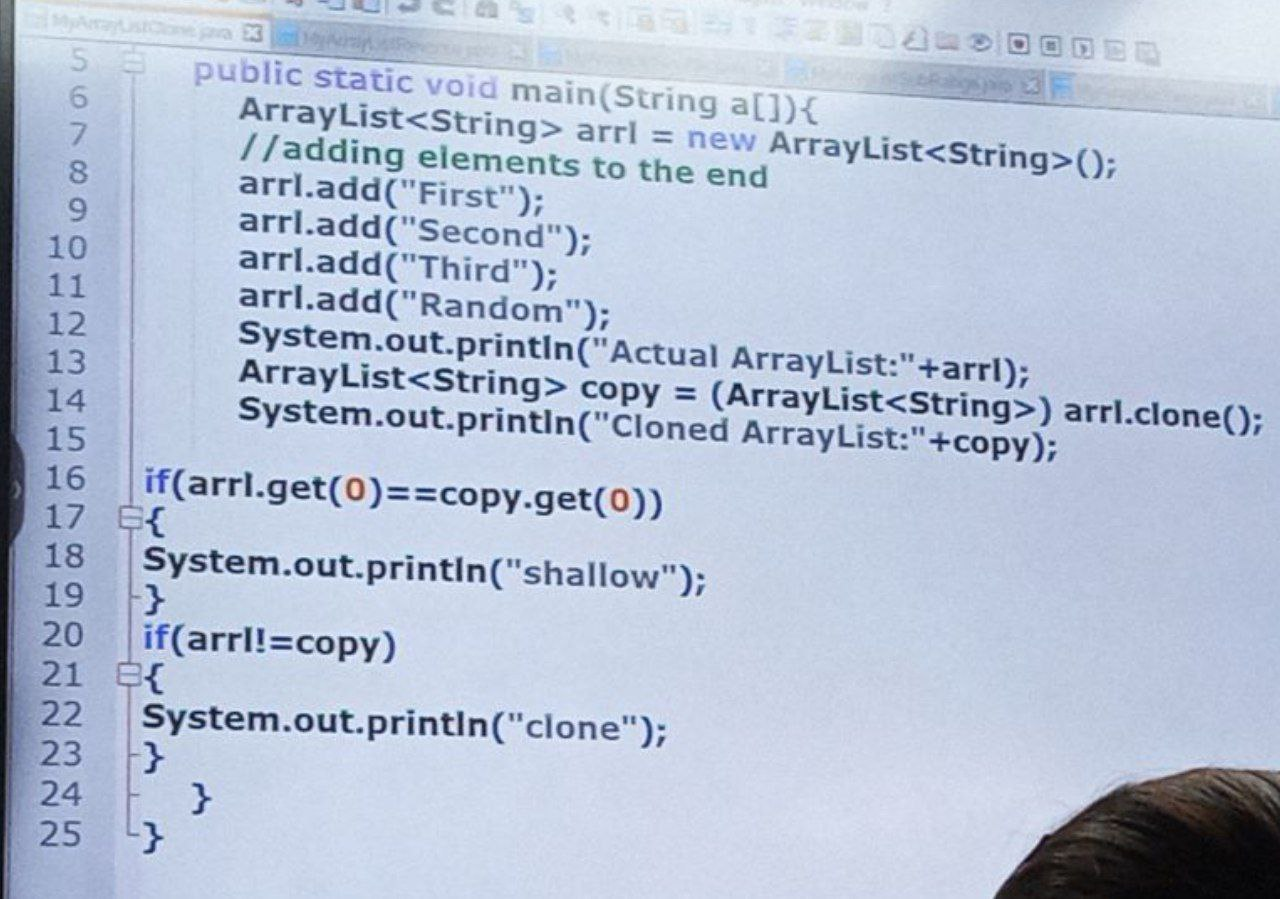 MyArrayListClone.java
5 public static void main(String a[]){
6 ArrayList<String> arrl = new ArrayList<String>();
7 //adding elements to the end
8 arrl.add("First");
9 arrl.add("Second");
10 arrl.add("Third");
11 arrl.add("Random");
12 System.out.println("Actual ArrayList:"+arrl);
13 ArrayList<String> copy = (ArrayList<String>) arrl.clone();
14 System.out.println("Cloned ArrayList:"+copy);
15
16 if(arrl.get(0)==copy.get(0))
17 {
18 System.out.println("shallow");
19 }
20 if(arrl!=copy)
21 {
22 System.out.println("clone");
23 }
24 }
25 }